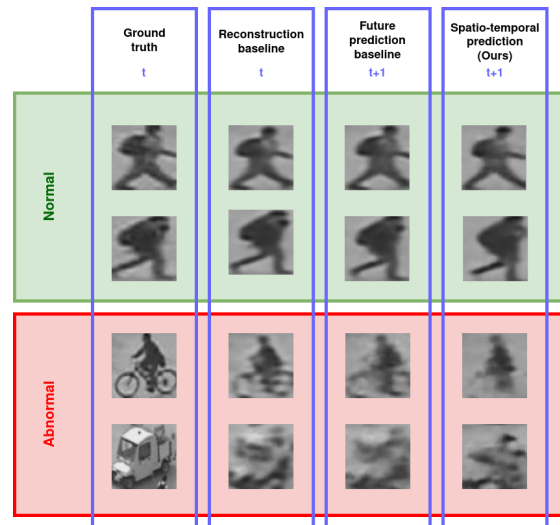 Ground
truth
t
Reconstruction
baseline
t
Future
prediction
baseline
t+1
Spatio-temporal
prediction
(Ours)
t+1
Normal
Abnormal